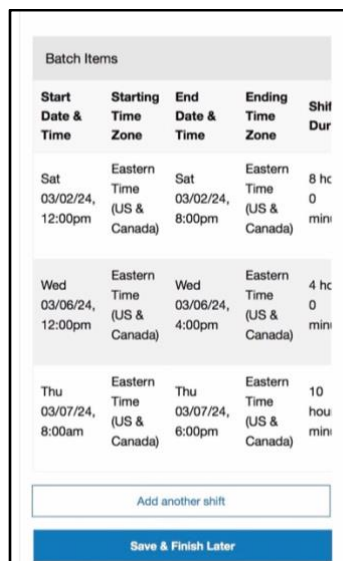 Batch Items
Start Starting End Ending
Date & Time Date & Time
Time Zone Time Zone
Sat Eastern Sat Eastern
03/02/24, Time 03/02/24, Time 0
12:00pm (US & 8:00pm (US &
Canada) Canada)
Wed Eastern Wed Eastern
03/06/24, Time 03/06/24, Time 0
12:00pm (US & 4:00pm (US &
Canada) Canada)
Thu Eastern Thu Eastern 10
03/07/24, Time 03/07/24, Time
8:00am (US & 6:00pm (US &
Canada) Canada)
Add another shift
Save & Finish Later